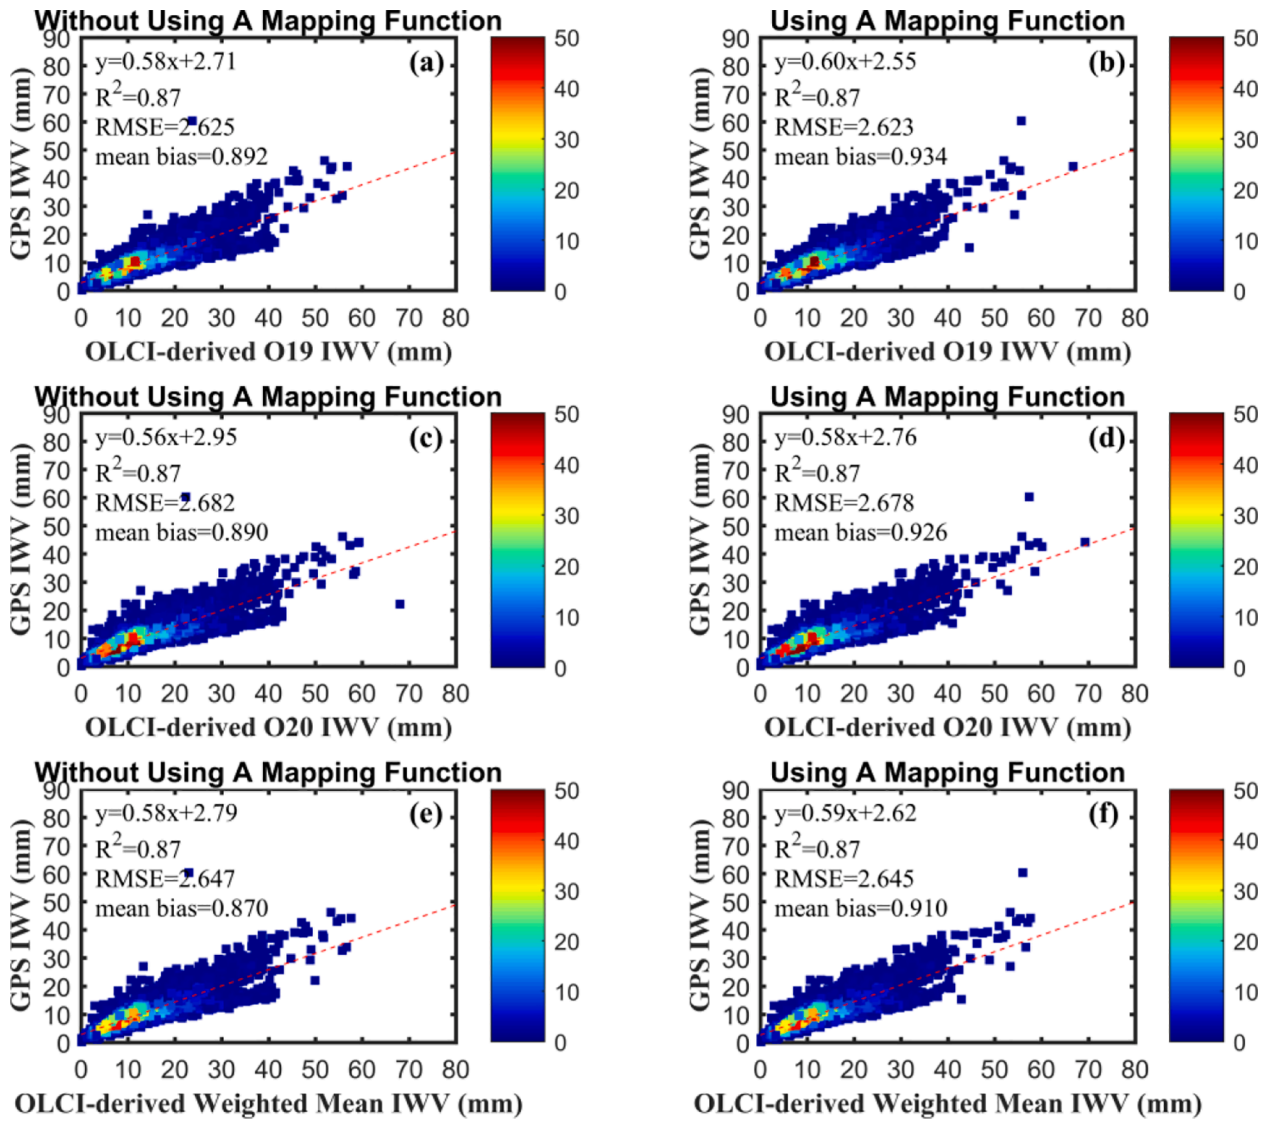 Without Using A Mapping Function
Using A Mapping Function
y=0.58x+2.71
(a)
R²=0.87
RMSE=2.625
mean bias=0.892
GPS IWV (mm)
90
80
70
60
50
40
30
20
10
0
0 10 20 30 40 50 60 70 80
OLCI-derived O19 IWV (mm)
50
40
30
20
10
0
y=0.60x+2.55
(b)
R²=0.87
RMSE=2.623
mean bias=0.934
GPS IWV (mm)
90
80
70
60
50
40
30
20
10
0
0 10 20 30 40 50 60 70 80
OLCI-derived O19 IWV (mm)
50
40
30
20
10
0
Without Using A Mapping Function
Using A Mapping Function
y=0.56x+2.95
(c)
R²=0.87
RMSE=2.682
mean bias=0.890
GPS IWV (mm)
90
80
70
60
50
40
30
20
10
0
0 10 20 30 40 50 60 70 80
OLCI-derived O20 IWV (mm)
50
40
30
20
10
0
y=0.58x+2.76
(d)
R²=0.87
RMSE=2.678
mean bias=0.926
GPS IWV (mm)
90
80
70
60
50
40
30
20
10
0
0 10 20 30 40 50 60 70 80
OLCI-derived O20 IWV (mm)
50
40
30
20
10
0
Without Using A Mapping Function
Using A Mapping Function
y=0.58x+2.79
(e)
R²=0.87
RMSE=2.647
mean bias=0.870
GPS IWV (mm)
90
80
70
60
50
40
30
20
10
0
0 10 20 30 40 50 60 70 80
OLCI-derived Weighted Mean IWV (mm)
50
40
30
20
10
0
y=0.59x+2.62
(f)
R²=0.87
RMSE=2.645
mean bias=0.910
GPS IWV (mm)
90
80
70
60
50
40
30
20
10
0
0 10 20 30 40 50 60 70 80
OLCI-derived Weighted Mean IWV (mm)
50
40
30
20
10
0